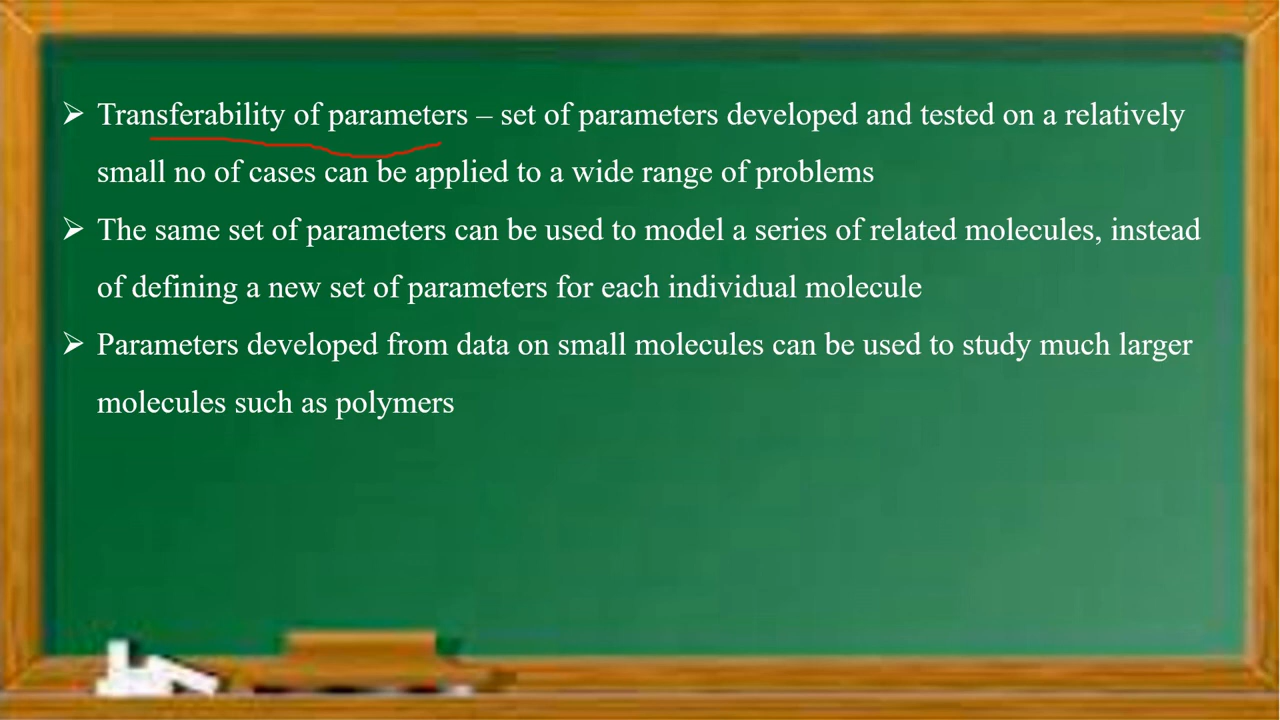 ➢ Transferability of parameters – set of parameters developed and tested on a relatively
small no of cases can be applied to a wide range of problems
➢ The same set of parameters can be used to model a series of related molecules, instead
of defining a new set of parameters for each individual molecule
➢ Parameters developed from data on small molecules can be used to study much larger
molecules such as polymers